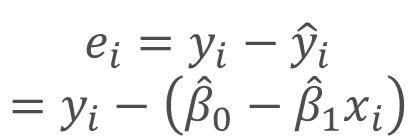 eᵢ = yᵢ − ŷᵢ
= yᵢ − (β̂₀ − β̂₁xᵢ)